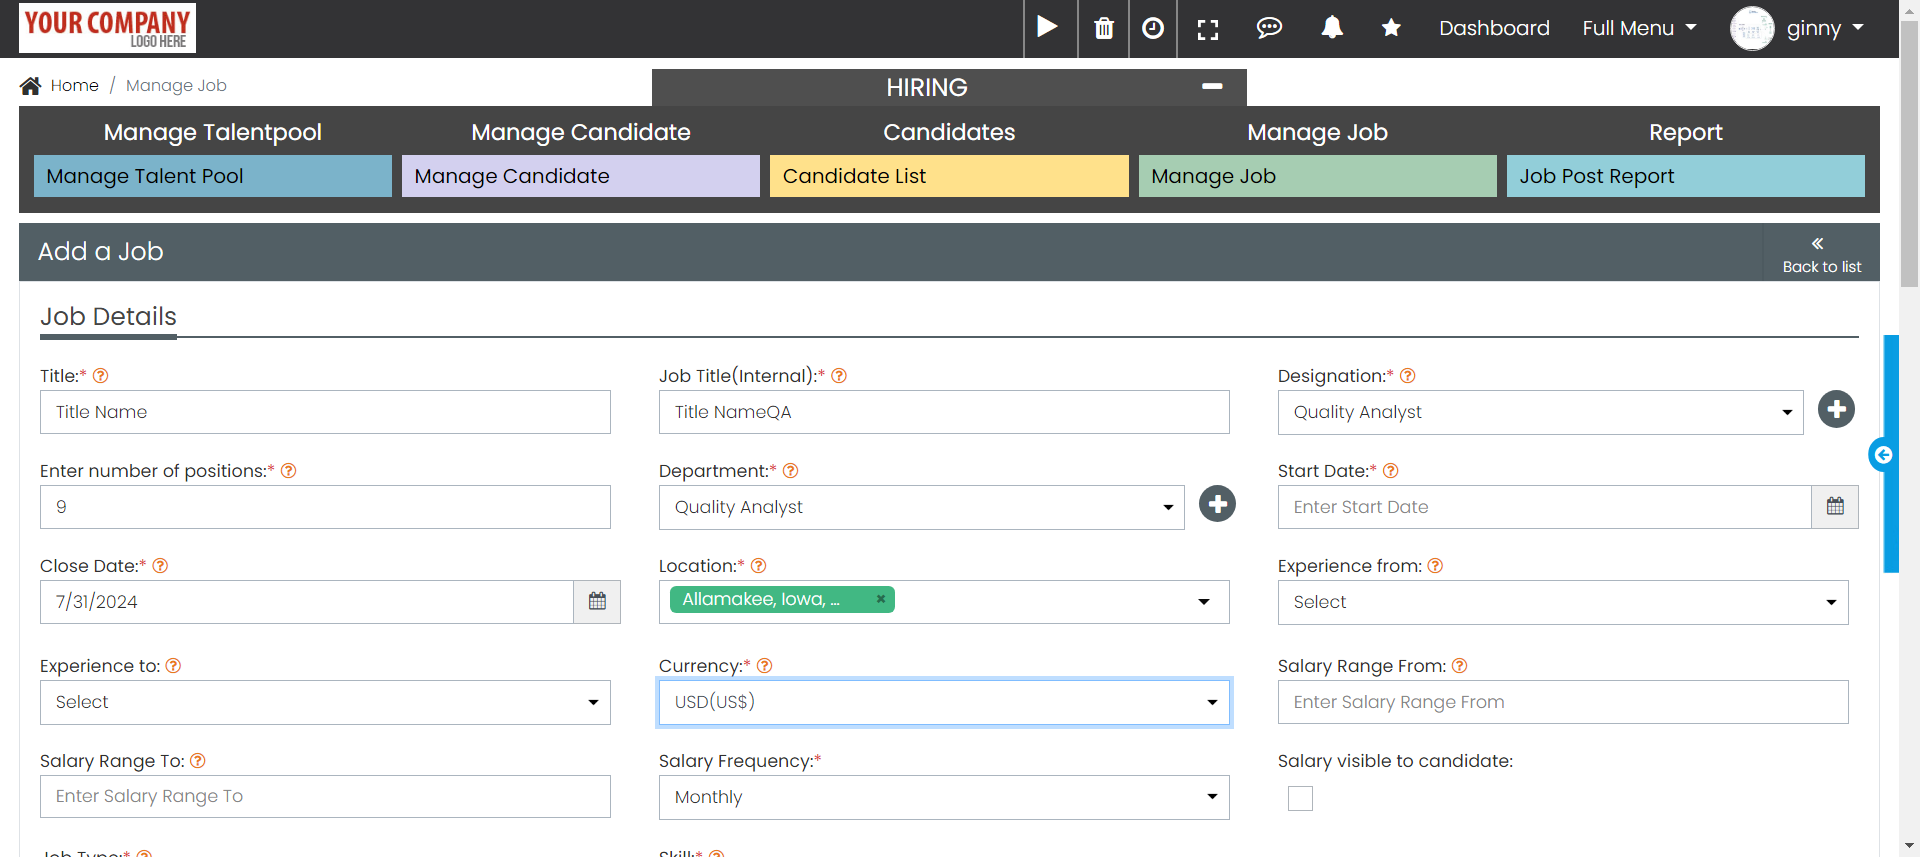 YOUR COMPANY
LOGO HERE
Dashboard
Full Menu
ginny
Home / Manage Job
HIRING
Manage Talentpool
Manage Candidate
Candidates
Manage Job
Report
Manage Talent Pool
Manage Candidate
Candidate List
Manage Job
Job Post Report
Add a Job
Back to list
Job Details
Title:*
Job Title(Internal):*
Designation:*
Title Name
Title NameQA
Quality Analyst
Enter number of positions:*
Department:*
Start Date:*
9
Quality Analyst
Enter Start Date
Close Date:*
Location:*
Experience from:
7/31/2024
Allamakee, Iowa, ... ×
Select
Experience to:
Currency:*
Salary Range From:
Select
USD(US$)
Enter Salary Range From
Salary Range To:
Salary Frequency:*
Salary visible to candidate:
Enter Salary Range To
Monthly
Job Type:*
Skill:*